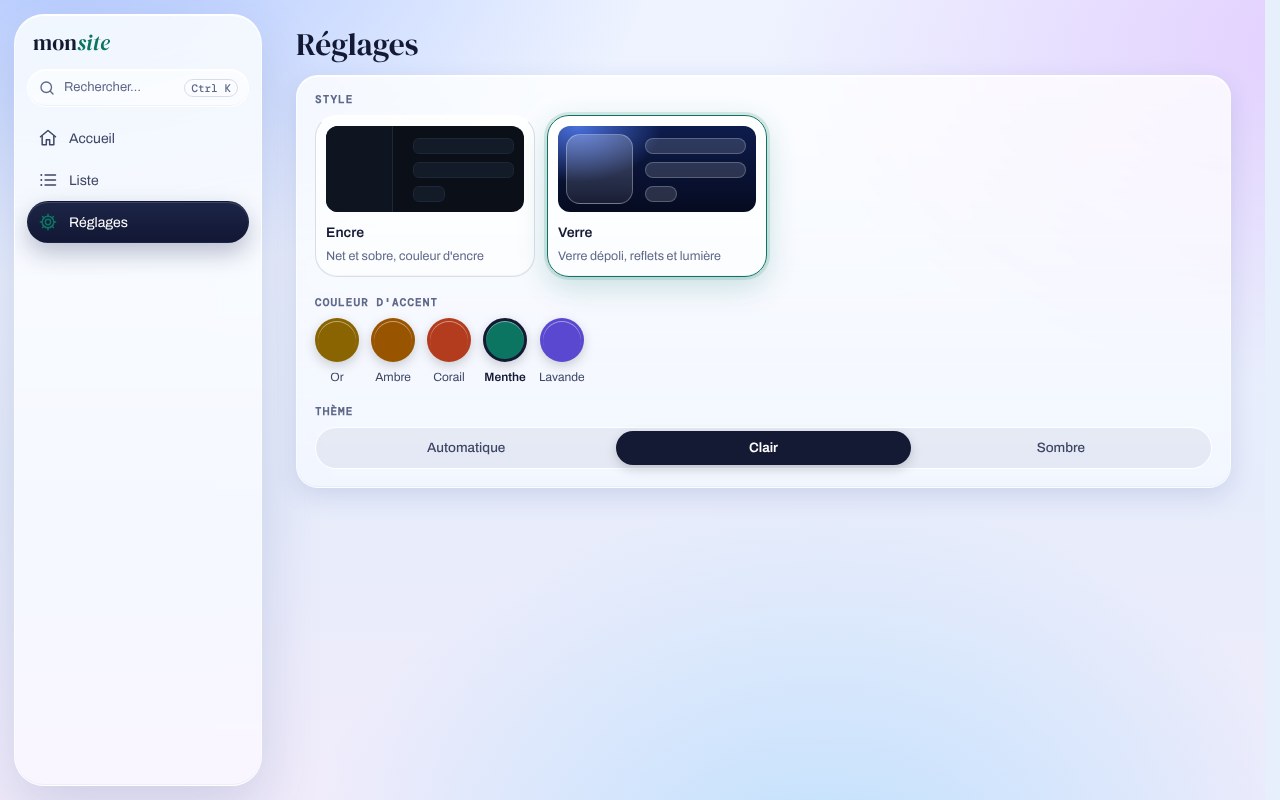 monsite
Rechercher... Ctrl K
Accueil
Liste
Réglages
Réglages
STYLE
Encre
Net et sobre, couleur d'encre
Verre
Verre dépoli, reflets et lumière
COULEUR D'ACCENT
Or Ambre Corail Menthe Lavande
THÈME
Automatique Clair Sombre